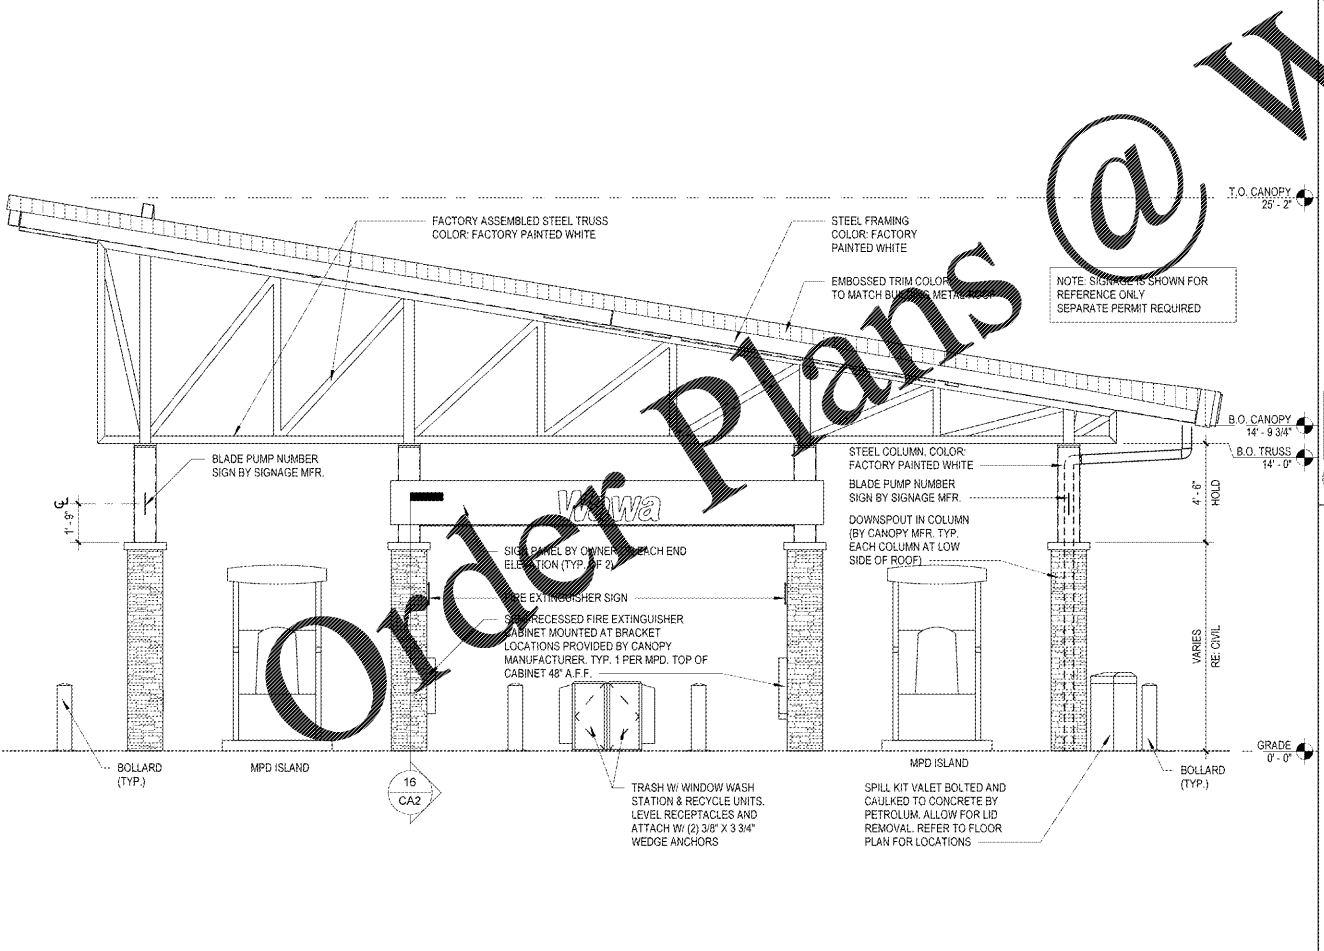 Order Plans @ W
T.O. CANOPY
25' - 2"
FACTORY ASSEMBLED STEEL TRUSS
COLOR: FACTORY PAINTED WHITE
STEEL FRAMING
COLOR: FACTORY
PAINTED WHITE
EMBOSSED TRIM COLOR
TO MATCH BUILDING METAL ROOF
NOTE: SIGNAGE IS SHOWN FOR
REFERENCE ONLY
SEPARATE PERMIT REQUIRED
B.O. CANOPY
14' - 9 3/4"
B.O. TRUSS
14' - 0"
BLADE PUMP NUMBER
SIGN BY SIGNAGE MFR.
STEEL COLUMN. COLOR:
FACTORY PAINTED WHITE
BLADE PUMP NUMBER
SIGN BY SIGNAGE MFR.
DOWNSPOUT IN COLUMN
(BY CANOPY MFR. TYP.
EACH COLUMN AT LOW
SIDE OF ROOF)
4' - 6"
HOLD
1' - 9"
Wawa
SIGN PANEL BY OWNER EACH END
ELEVATION (TYP. OF 2)
FIRE EXTINGUISHER SIGN
SEMI-RECESSED FIRE EXTINGUISHER
CABINET MOUNTED AT BRACKET
LOCATIONS PROVIDED BY CANOPY
MANUFACTURER. TYP. 1 PER MPD. TOP OF
CABINET 48" A.F.F.
VARIES
RE: CIVIL
GRADE
0' - 0"
BOLLARD
(TYP.)
MPD ISLAND
16
CA2
TRASH W/ WINDOW WASH
STATION & RECYCLE UNITS.
LEVEL RECEPTACLES AND
ATTACH W/ (2) 3/8" X 3 3/4"
WEDGE ANCHORS
MPD ISLAND
SPILL KIT VALET BOLTED AND
CAULKED TO CONCRETE BY
PETROLUM. ALLOW FOR LID
REMOVAL. REFER TO FLOOR
PLAN FOR LOCATIONS
BOLLARD
(TYP.)